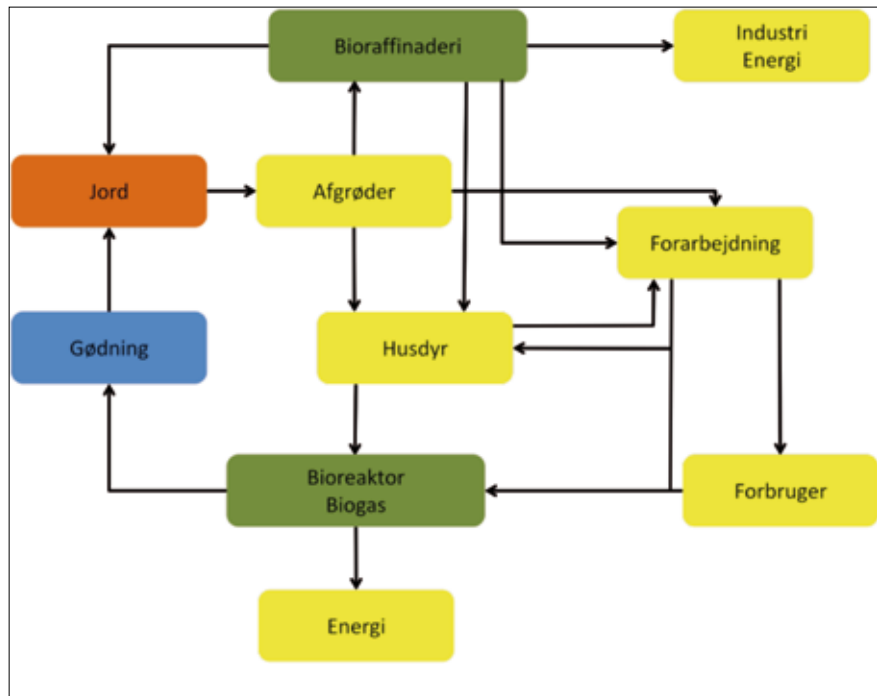 Bioraffinaderi
Industri
Energi
Jord
Afgrøder
Forarbejdning
Gødning
Husdyr
Bioreaktor
Biogas
Forbruger
Energi